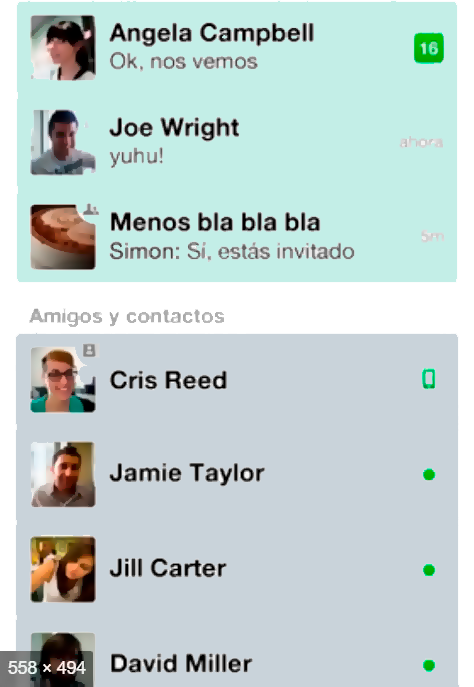 Angela Campbell
Ok, nos vemos
16
Joe Wright
yuhu!
ahora
Menos bla bla bla
Simon: Sí, estás invitado
5m
Amigos y contactos
Cris Reed
Jamie Taylor
Jill Carter
David Miller
558 × 494